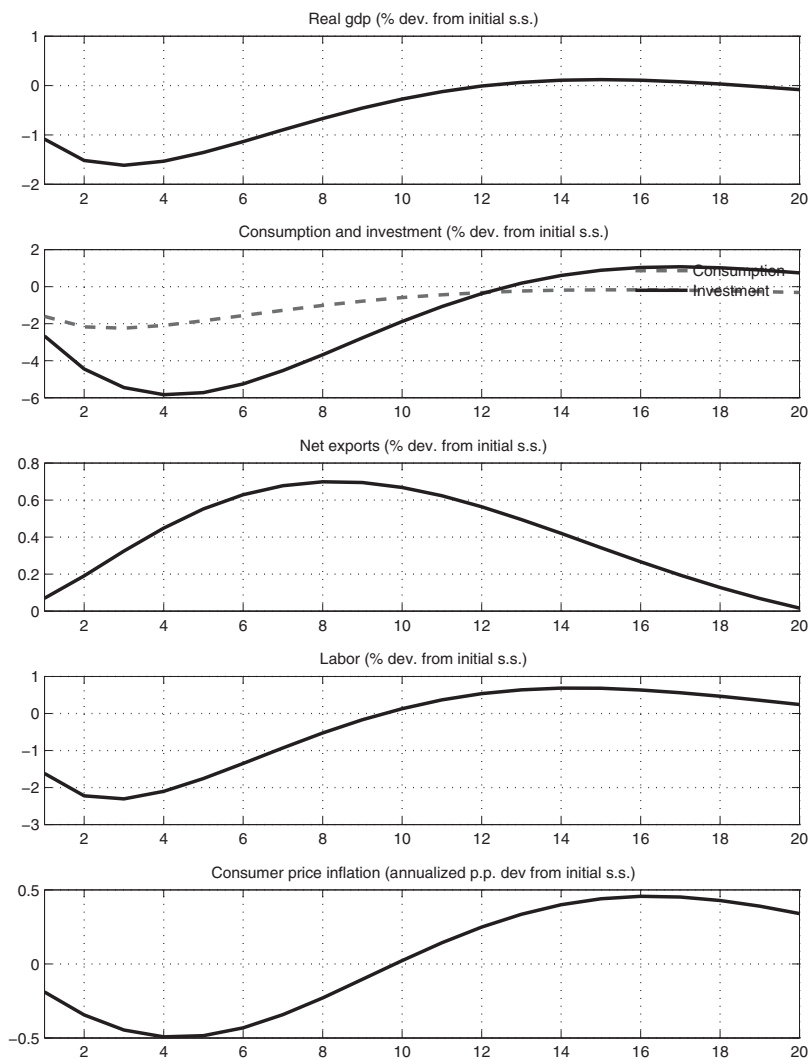 Real gdp (% dev. from initial s.s.)
1
0
−1
−2
2 4 6 8 10 12 14 16 18 20
Consumption and investment (% dev. from initial s.s.)
2
0
−2
−4
−6
Consumption
Investment
2 4 6 8 10 12 14 16 18 20
Net exports (% dev. from initial s.s.)
0.8
0.6
0.4
0.2
0
2 4 6 8 10 12 14 16 18 20
Labor (% dev. from initial s.s.)
1
0
−1
−2
−3
2 4 6 8 10 12 14 16 18 20
Consumer price inflation (annualized p.p. dev from initial s.s.)
0.5
0
−0.5
2 4 6 8 10 12 14 16 18 20